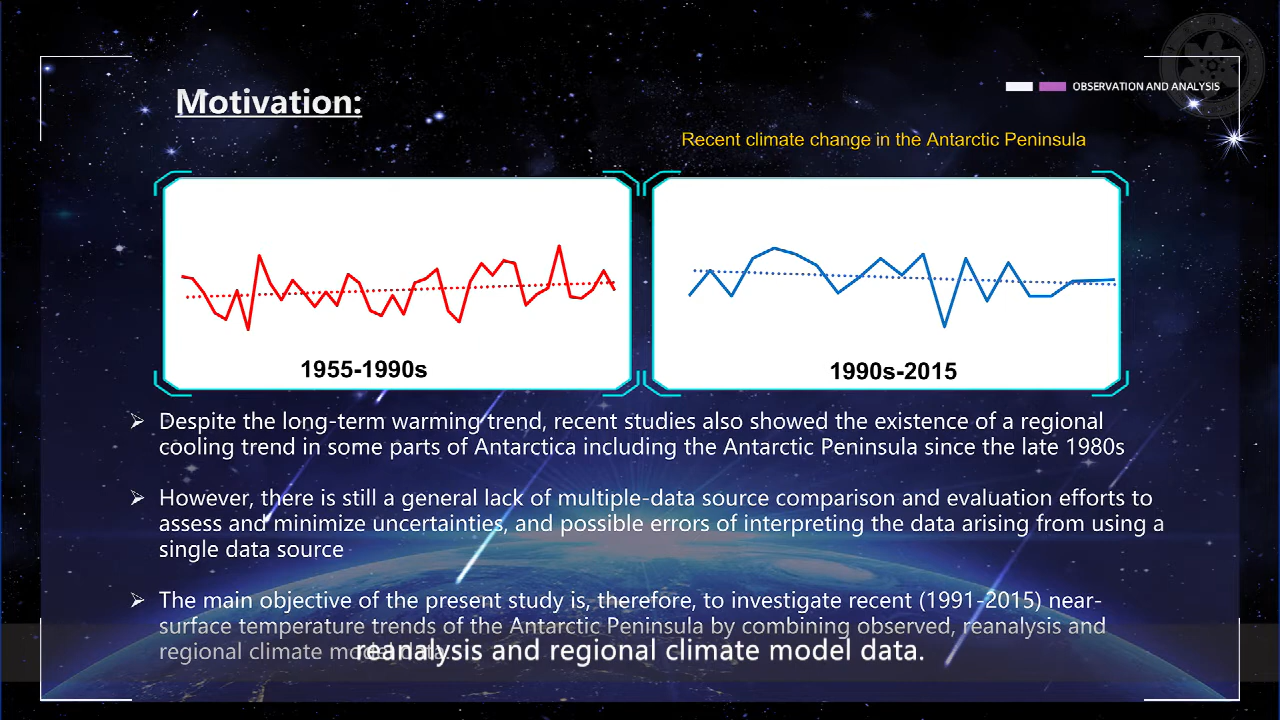 Motivation:
OBSERVATION AND ANALYSIS
Recent climate change in the Antarctic Peninsula
1955-1990s
1990s-2015
Despite the long-term warming trend, recent studies also showed the existence of a regional
cooling trend in some parts of Antarctica including the Antarctic Peninsula since the late 1980s
However, there is still a general lack of multiple-data source comparison and evaluation efforts to
assess and minimize uncertainties, and possible errors of interpreting the data arising from using a
single data source
The main objective of the present study is, therefore, to investigate recent (1991-2015) near-
surface temperature trends of the Antarctic Peninsula by combining observed, reanalysis and
regional climate model data
reanalysis and regional climate model data.